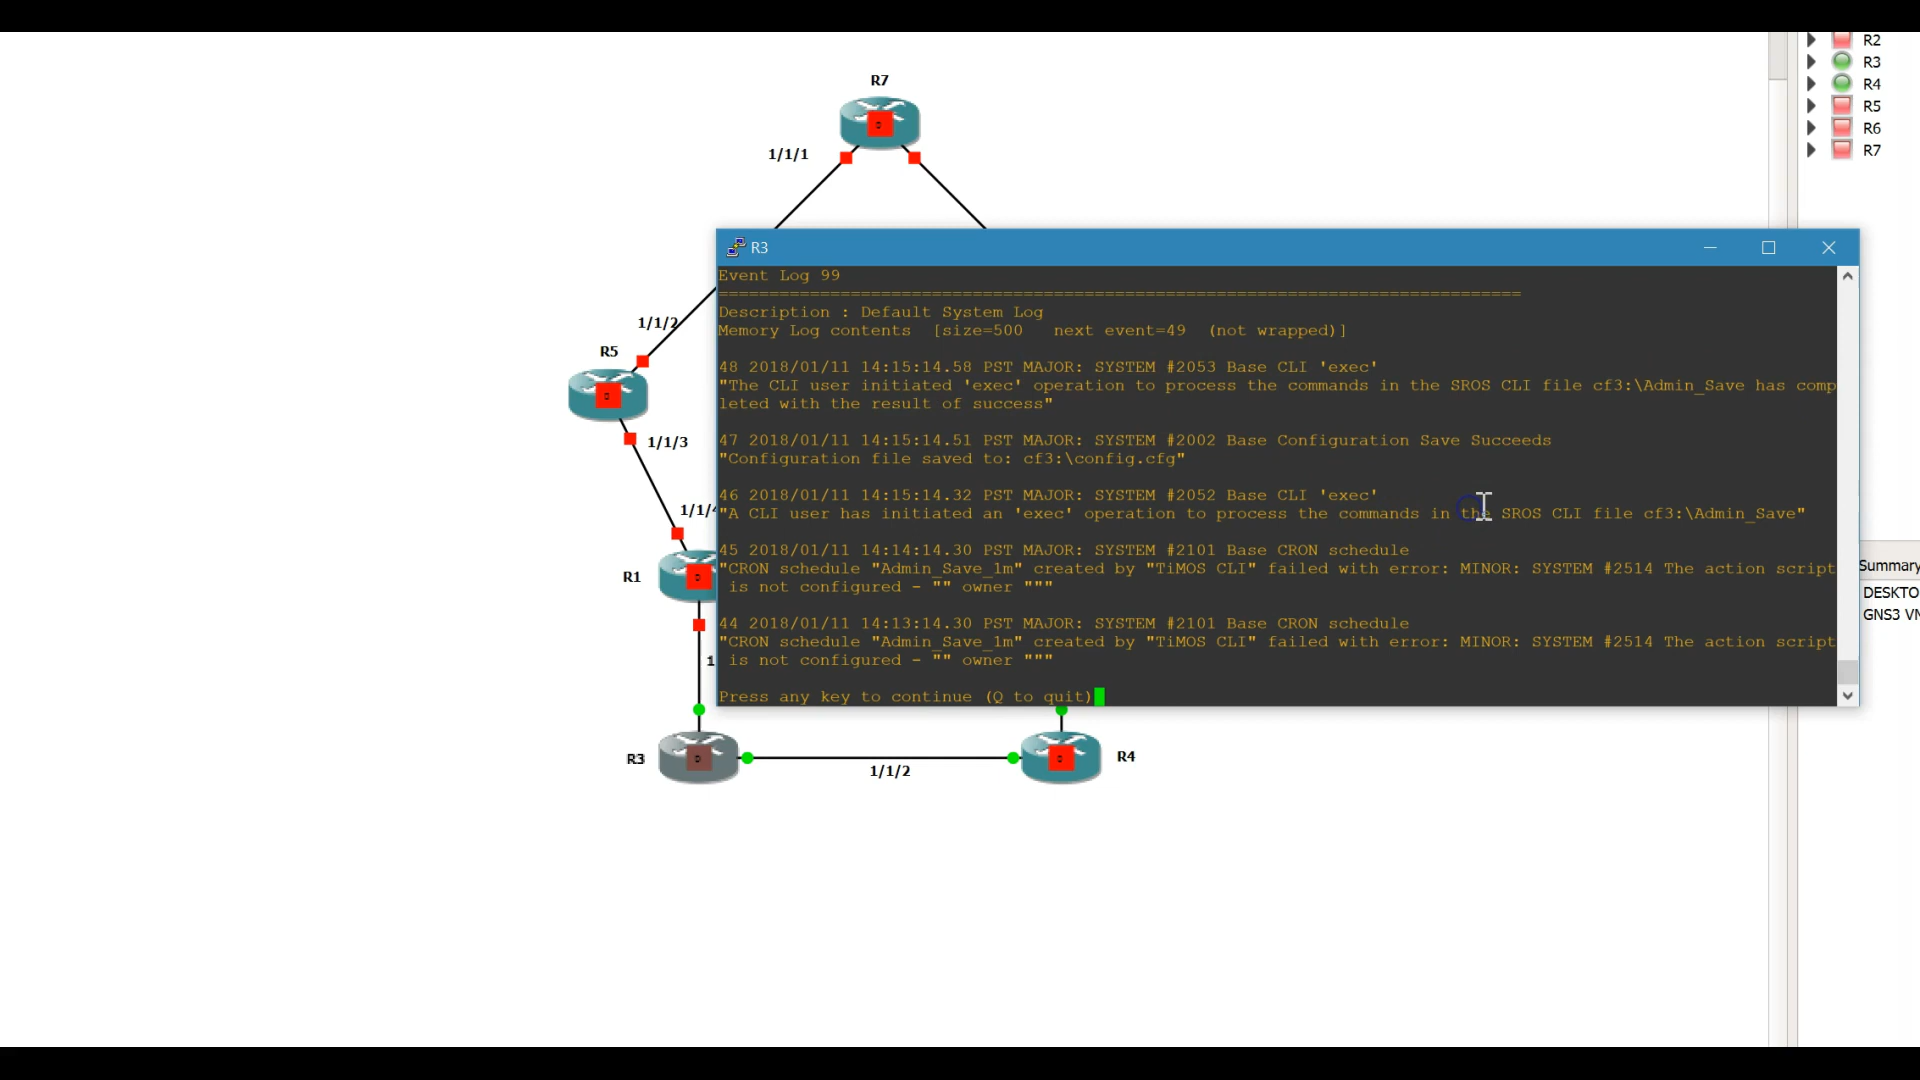 R2
R3
R4
R5
R6
R7
R7
1/1/1
1/1/2
R5
1/1/3
1/1/4
R1
1
R3
1/1/2
R4
R3
Event Log 99
===============================================================================
Description : Default System Log
Memory Log contents  [size=500   next event=49  (not wrapped)]
48 2018/01/11 14:15:14.58 PST MAJOR: SYSTEM #2053 Base CLI 'exec'
"The CLI user initiated 'exec' operation to process the commands in the SROS CLI file cf3:\Admin_Save has comp
leted with the result of success"
47 2018/01/11 14:15:14.51 PST MAJOR: SYSTEM #2002 Base Configuration Save Succeeds
"Configuration file saved to: cf3:\config.cfg"
46 2018/01/11 14:15:14.32 PST MAJOR: SYSTEM #2052 Base CLI 'exec'
"A CLI user has initiated an 'exec' operation to process the commands in the SROS CLI file cf3:\Admin_Save"
45 2018/01/11 14:14:14.30 PST MAJOR: SYSTEM #2101 Base CRON schedule
"CRON schedule "Admin_Save_1m" created by "TiMOS CLI" failed with error: MINOR: SYSTEM #2514 The action script
 is not configured - "" owner """
44 2018/01/11 14:13:14.30 PST MAJOR: SYSTEM #2101 Base CRON schedule
"CRON schedule "Admin_Save_1m" created by "TiMOS CLI" failed with error: MINOR: SYSTEM #2514 The action script
 is not configured - "" owner """
Press any key to continue (Q to quit)
Summary
DESKTO
GNS3 VM